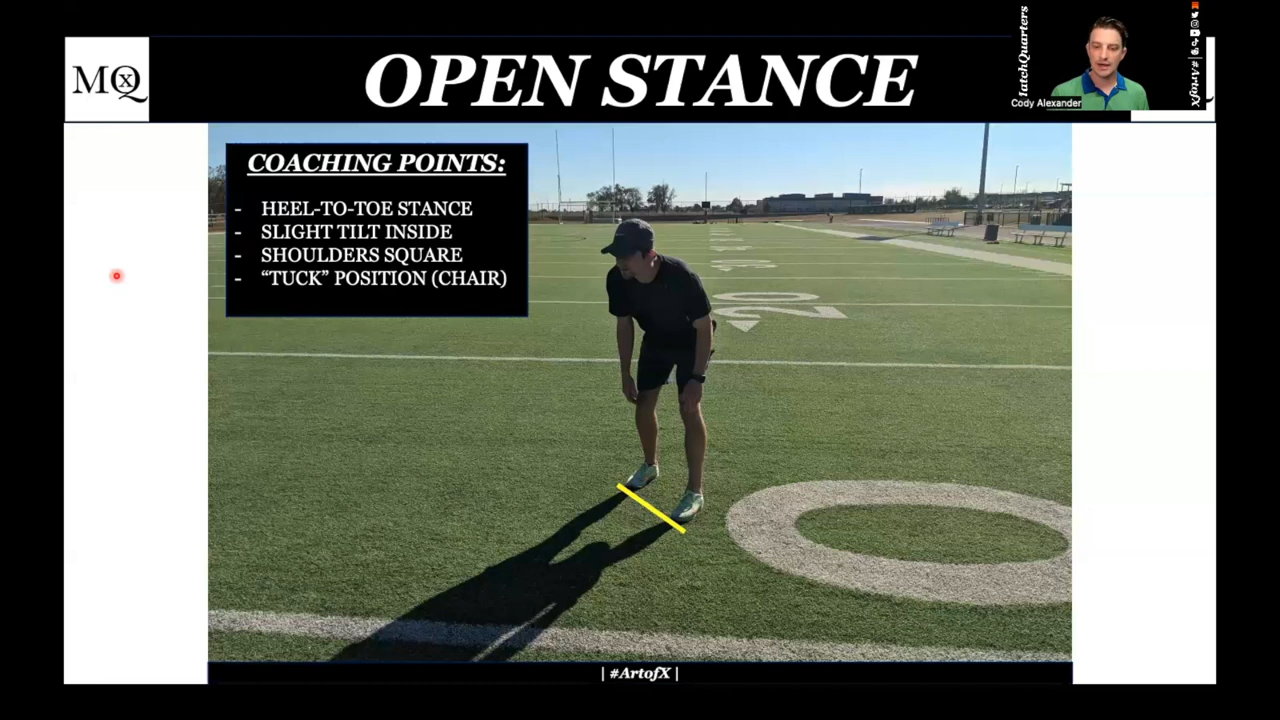 MQx
OPEN STANCE
MatchQuarters
Cody Alexander
#ArtofX
COACHING POINTS:
- HEEL-TO-TOE STANCE
- SLIGHT TILT INSIDE
- SHOULDERS SQUARE
- “TUCK” POSITION (CHAIR)
20
| #ArtofX |